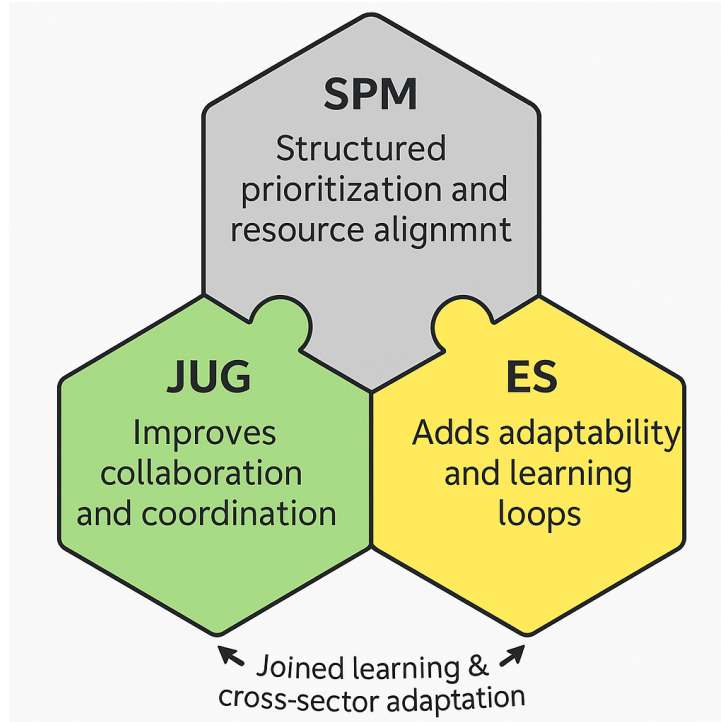 SPM
Structured
prioritization and
resource alignmnt
JUG
Improves
collaboration
and coordination
ES
Adds adaptability
and learning
loops
Joined learning &
cross-sector adaptation